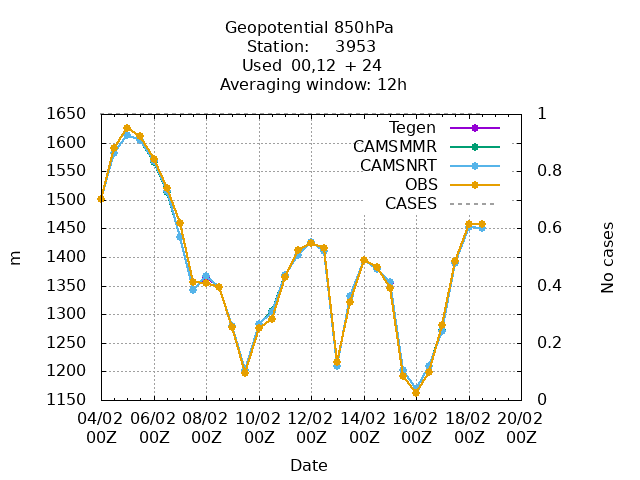 Geopotential 850hPa
Station: 3953
Used 00,12 + 24
Averaging window: 12h
1650
1600
1550
1500
1450
1400
1350
1300
1250
1200
1150
m
Tegen
CAMSMMR
CAMSNRT
OBS
CASES
1
0.8
0.6
0.4
0.2
0
No cases
04/02 06/02 08/02 10/02 12/02 14/02 16/02 18/02 20/02
00Z 00Z 00Z 00Z 00Z 00Z 00Z 00Z 00Z
Date